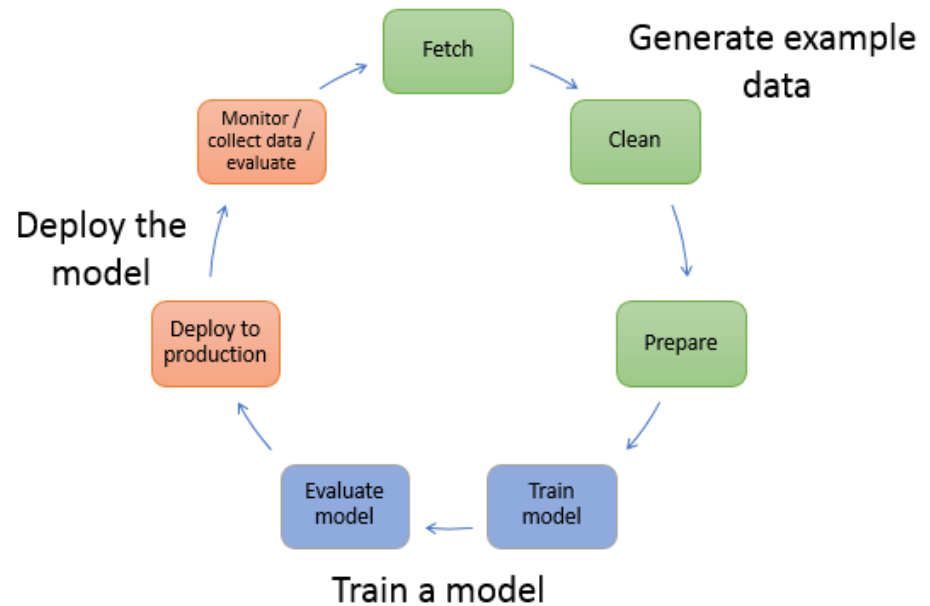 Fetch
Generate example
data
Clean
Monitor /
collect data /
evaluate
Deploy the
model
Deploy to
production
Prepare
Evaluate
model
Train
model
Train a model